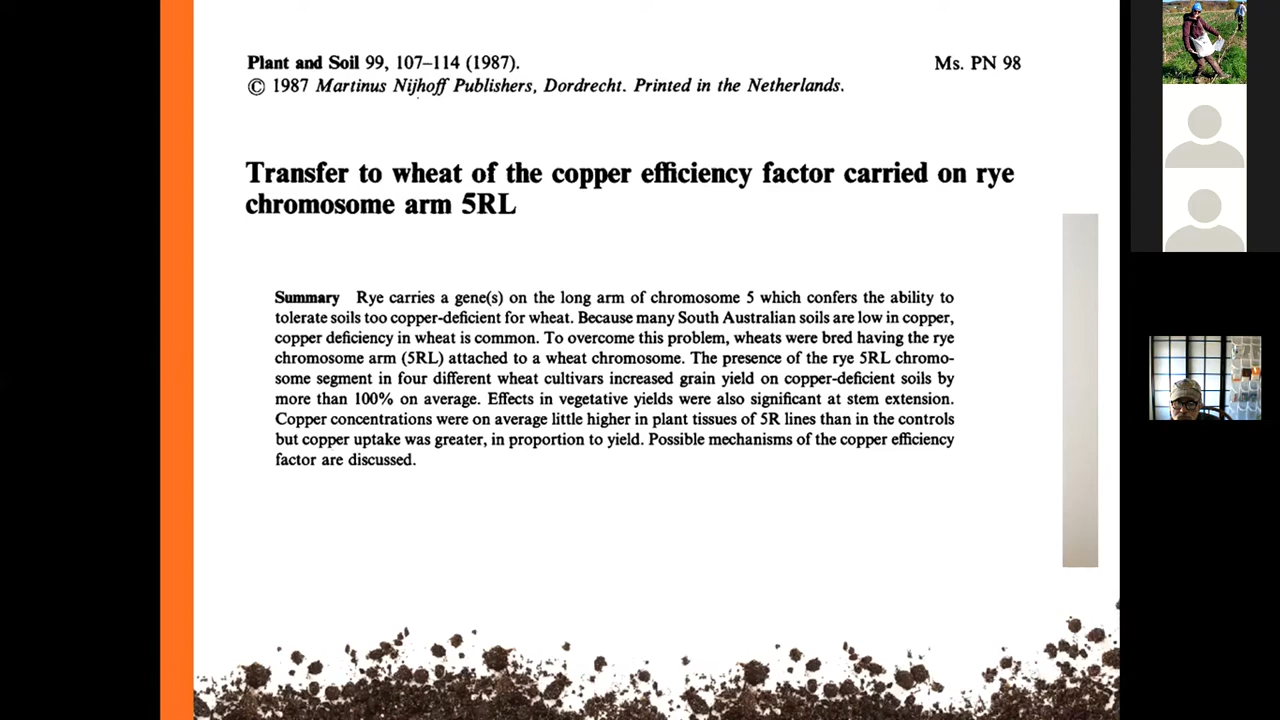 Plant and Soil 99, 107–114 (1987).
Ms. PN 98
© 1987 Martinus Nijhoff Publishers, Dordrecht. Printed in the Netherlands.
Transfer to wheat of the copper efficiency factor carried on rye
chromosome arm 5RL
Summary Rye carries a gene(s) on the long arm of chromosome 5 which confers the ability to
tolerate soils too copper-deficient for wheat. Because many South Australian soils are low in copper,
copper deficiency in wheat is common. To overcome this problem, wheats were bred having the rye
chromosome arm (5RL) attached to a wheat chromosome. The presence of the rye 5RL chromo-
some segment in four different wheat cultivars increased grain yield on copper-deficient soils by
more than 100% on average. Effects in vegetative yields were also significant at stem extension.
Copper concentrations were on average little higher in plant tissues of 5R lines than in the controls
but copper uptake was greater, in proportion to yield. Possible mechanisms of the copper efficiency
factor are discussed.